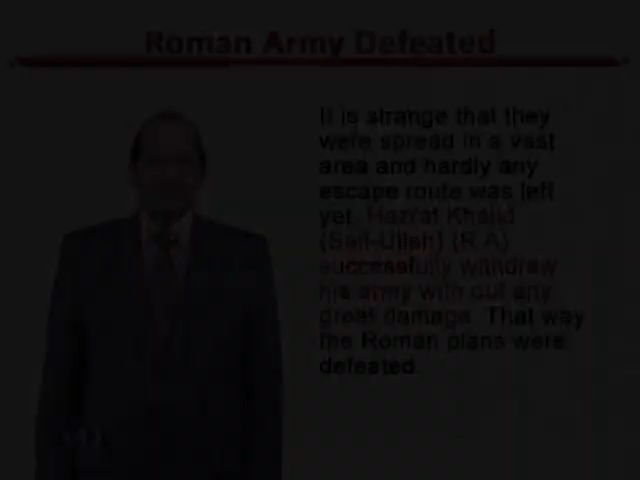 Roman Army Defeated
It is strange that they
were spread in a vast
area and hardly any
escape route was left
yet. Hazrat Khalid
(Saif-Ullah) (R.A)
successfully withdrew
his army with out any
great damage. That way
the Roman plans were
defeated.